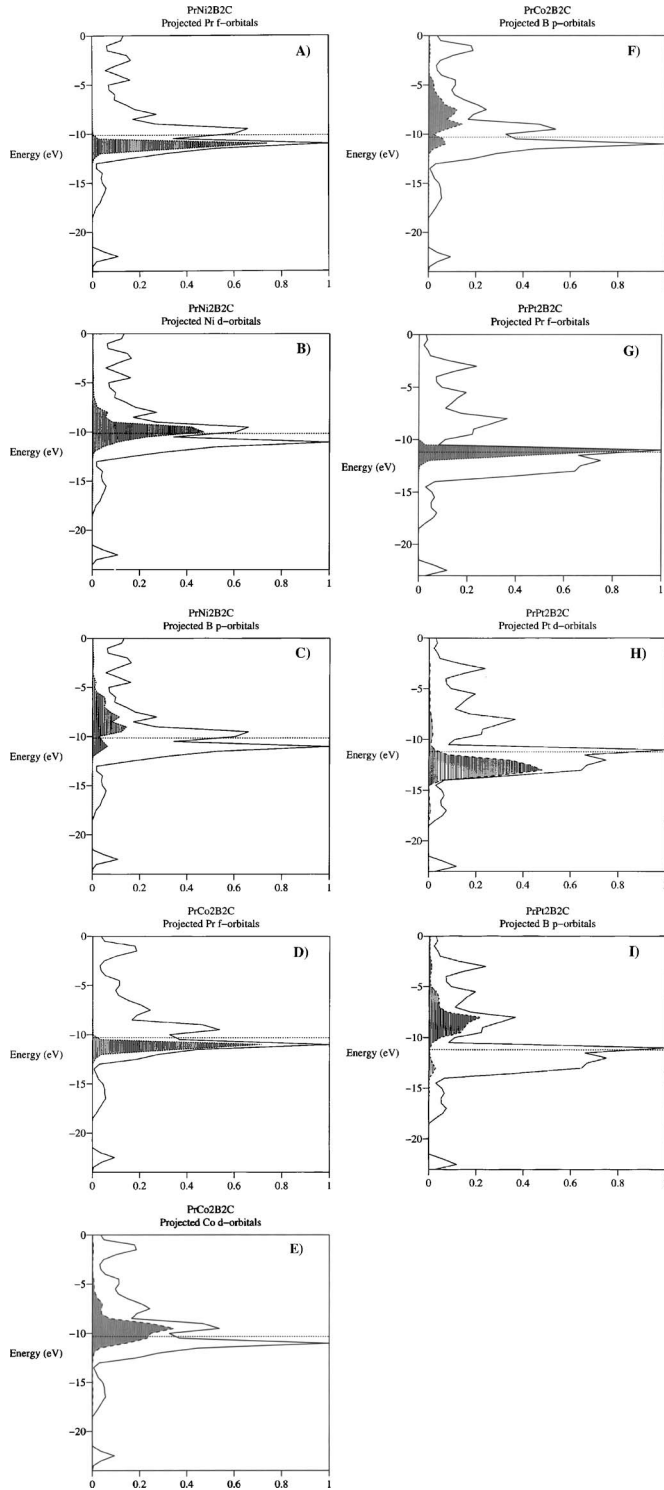 PrNi2B2C
Projected Pr f−orbitals
A)
0
−5
−10
Energy (eV)
−15
−20
0 0.2 0.4 0.6 0.8 1
PrNi2B2C
Projected Ni d−orbitals
B)
0
−5
−10
Energy (eV)
−15
−20
0 0.2 0.4 0.6 0.8 1
PrNi2B2C
Projected B p−orbitals
C)
0
−5
−10
Energy (eV)
−15
−20
0 0.2 0.4 0.6 0.8 1
PrCo2B2C
Projected Pr f−orbitals
D)
0
−5
−10
Energy (eV)
−15
−20
0 0.2 0.4 0.6 0.8 1
PrCo2B2C
Projected Co d−orbitals
E)
0
−5
−10
Energy (eV)
−15
−20
0 0.2 0.4 0.6 0.8 1
PrCo2B2C
Projected B p−orbitals
F)
0
−5
−10
Energy (eV)
−15
−20
0 0.2 0.4 0.6 0.8 1
PrPt2B2C
Projected Pr f−orbitals
G)
0
−5
−10
Energy (eV)
−15
−20
0 0.2 0.4 0.6 0.8 1
PrPt2B2C
Projected Pt d−orbitals
H)
0
−5
−10
Energy (eV)
−15
−20
0 0.2 0.4 0.6 0.8 1
PrPt2B2C
Projected B p−orbitals
I)
0
−5
−10
Energy (eV)
−15
−20
0 0.2 0.4 0.6 0.8 1